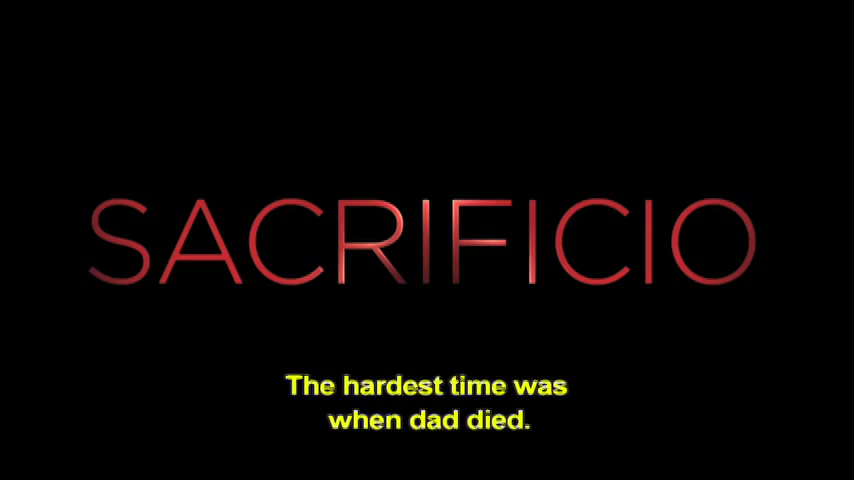 SACRIFICIO
The hardest time was
when dad died.